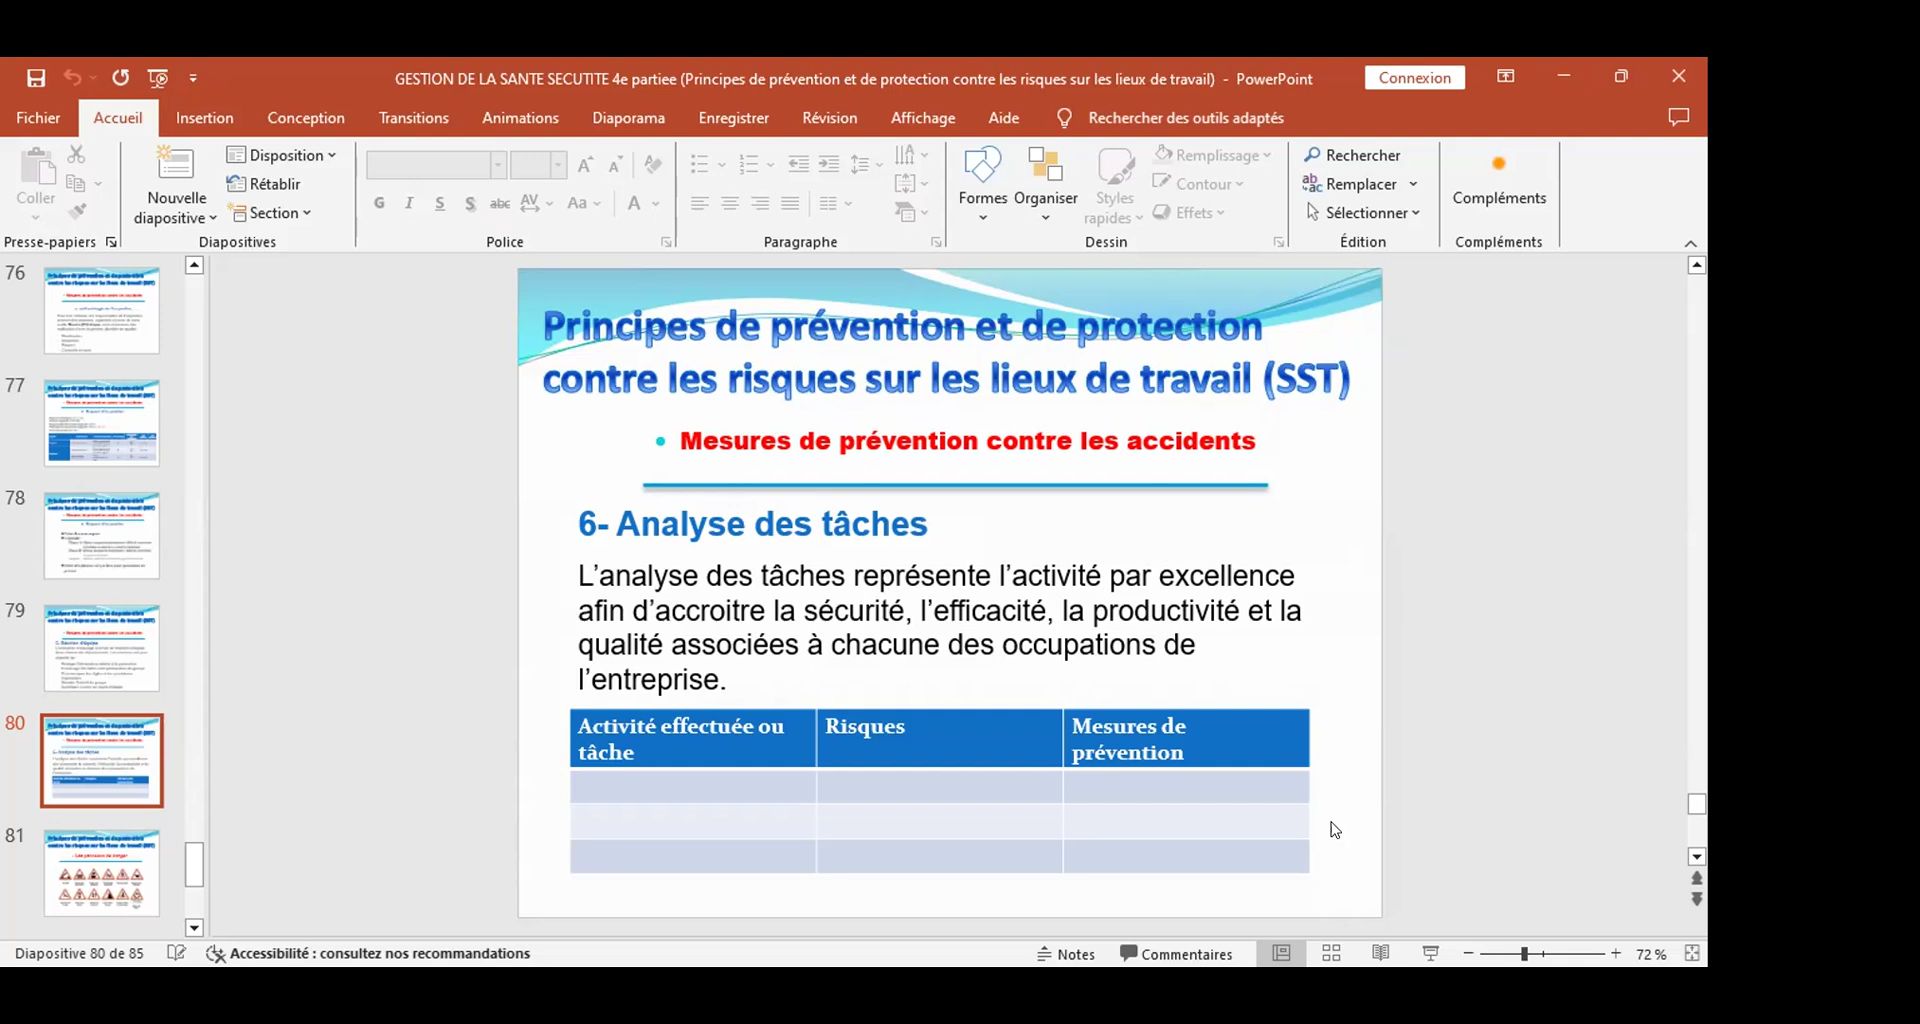 GESTION DE LA SANTE SECUTITE 4e partiee (Principes de prévention et de protection contre les risques sur les lieux de travail) - PowerPoint
Connexion
Fichier Accueil Insertion Conception Transitions Animations Diaporama Enregistrer Révision Affichage Aide Rechercher des outils adaptés
Coller
Nouvelle diapositive
Disposition
Rétablir
Section
G I S S abc AV Aa A
Formes
Organiser
Styles rapides
Remplissage
Contour
Effets
Rechercher
Remplacer
Sélectionner
Compléments
Presse-papiers Diapositives Police Paragraphe Dessin Édition Compléments
76
77
78
79
80
81
Principes de prévention et de protection
contre les risques sur les lieux de travail (SST)
• Mesures de prévention contre les accidents
6- Analyse des tâches
L’analyse des tâches représente l’activité par excellence
afin d’accroitre la sécurité, l’efficacité, la productivité et la
qualité associées à chacune des occupations de
l’entreprise.
Activité effectuée ou tâche
Risques
Mesures de prévention
Diapositive 80 de 85 Accessibilité : consultez nos recommandations Notes Commentaires 72 %